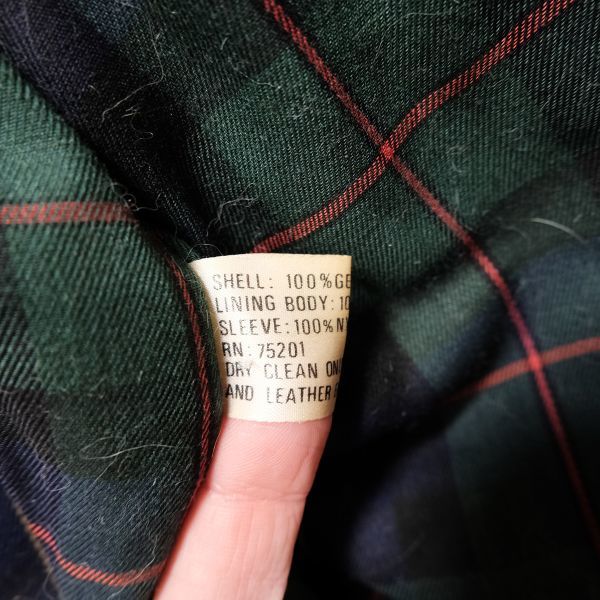 SHELL: 100% GE
LINING BODY: 10
SLEEVE: 100% NY
RN: 75201
DRY CLEAN ON
AND LEATHER